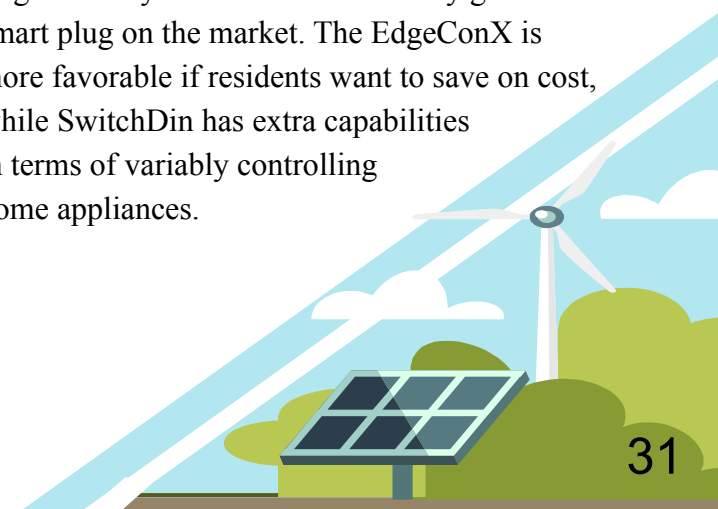 mart plug on the market. The EdgeConX is
ore favorable if residents want to save on cost,
hile SwitchDin has extra capabilities
terms of variably controlling
ome appliances.
31